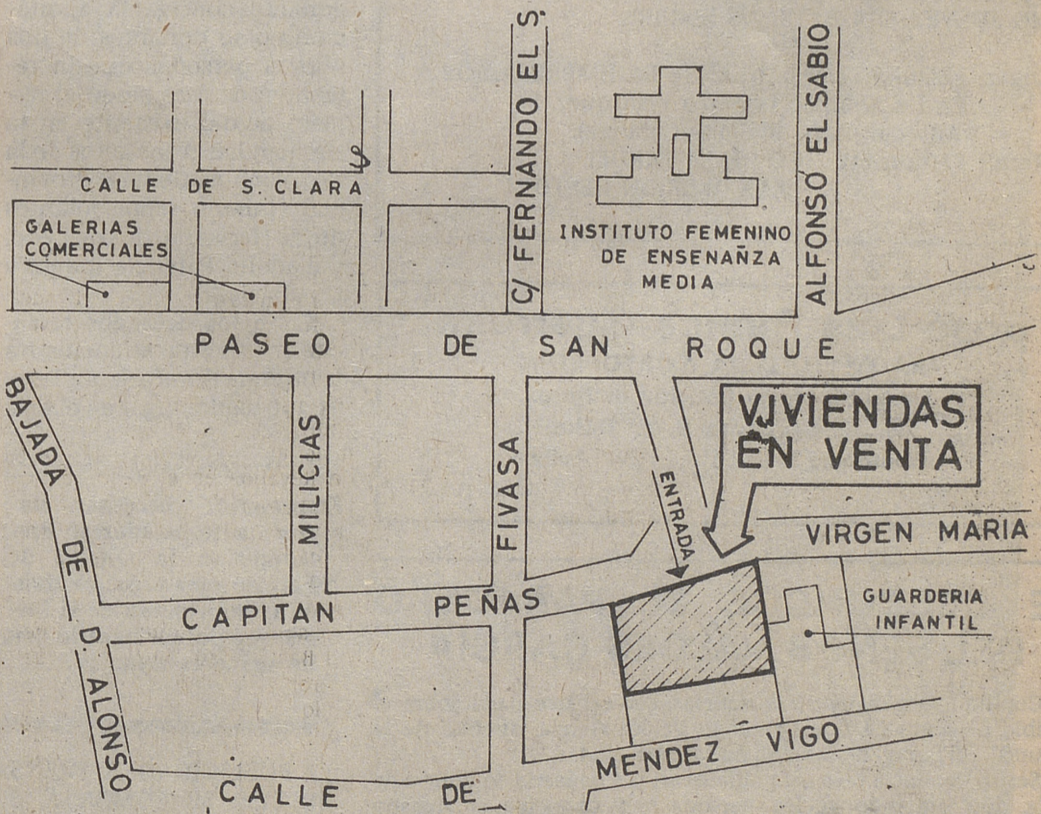 C/ FERNANDO EL S.
ALFONSO EL SABIO
CALLE DE S. CLARA
GALERIAS
COMERCIALES
INSTITUTO FEMENINO
DE ENSENAÑZA
MEDIA
PASEO DE SAN ROQUE
BAJADA DE D. ALONSO
MILICIAS
FIVASA
ENTRADA
VIVIENDAS
EN VENTA
VIRGEN MARIA
CAPITAN PEÑAS
GUARDERIA
INFANTIL
CALLE DE MENDEZ VIGO